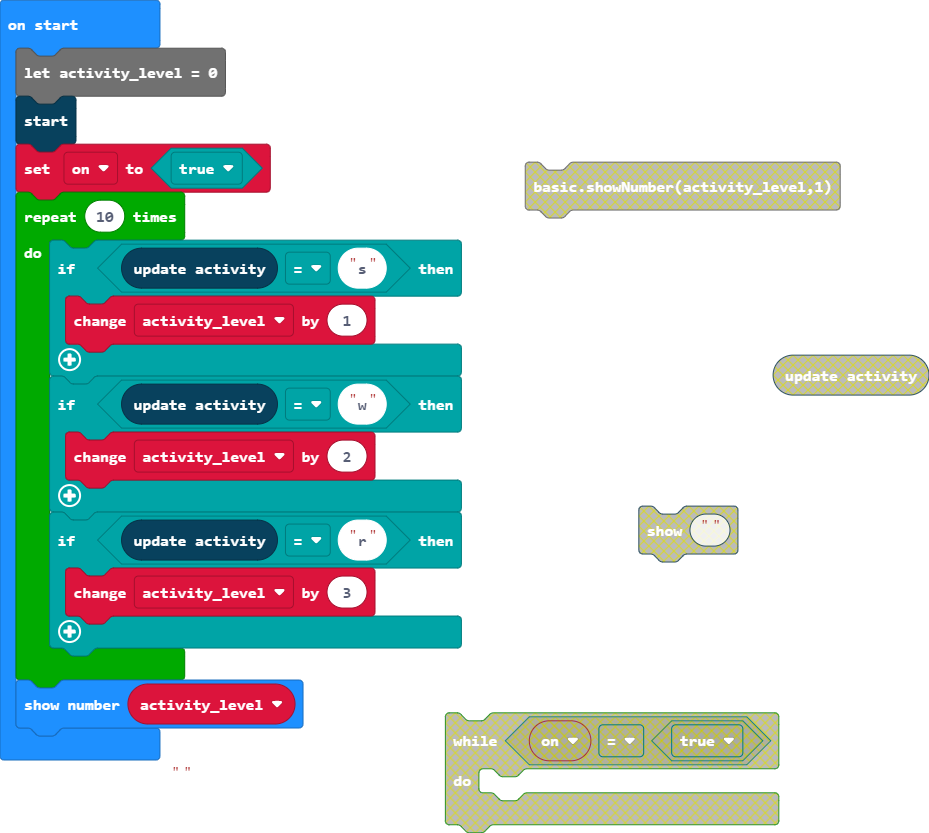 on start
let activity_level = 0
start
set on to true
repeat 10 times
do
if update activity = "s" then
change activity_level by 1
if update activity = "w" then
change activity_level by 2
if update activity = "r" then
change activity_level by 3
show number activity_level
" "
basic.showNumber(activity_level,1)
update activity
show " "
while on = true
do